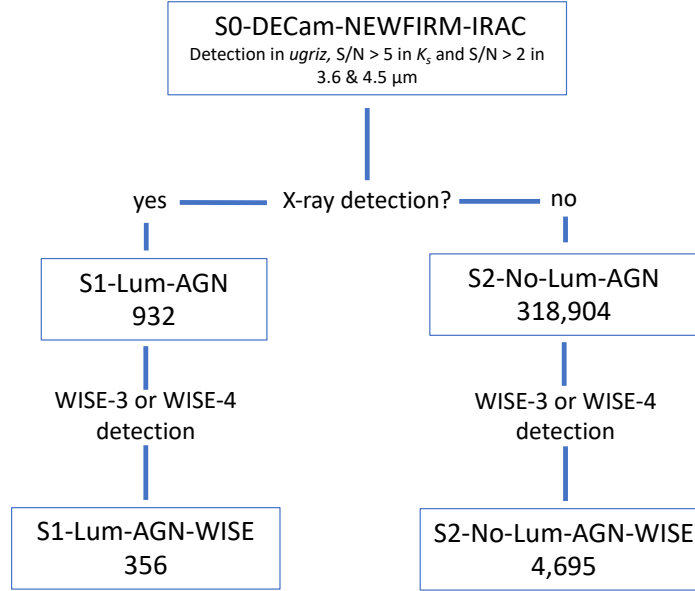 S0-DECam-NEWFIRM-IRAC
Detection in ugriz, S/N > 5 in Ks and S/N > 2 in
3.6 & 4.5 μm
yes
X-ray detection?
no
S1-Lum-AGN
932
S2-No-Lum-AGN
318,904
WISE-3 or WISE-4
detection
WISE-3 or WISE-4
detection
S1-Lum-AGN-WISE
356
S2-No-Lum-AGN-WISE
4,695